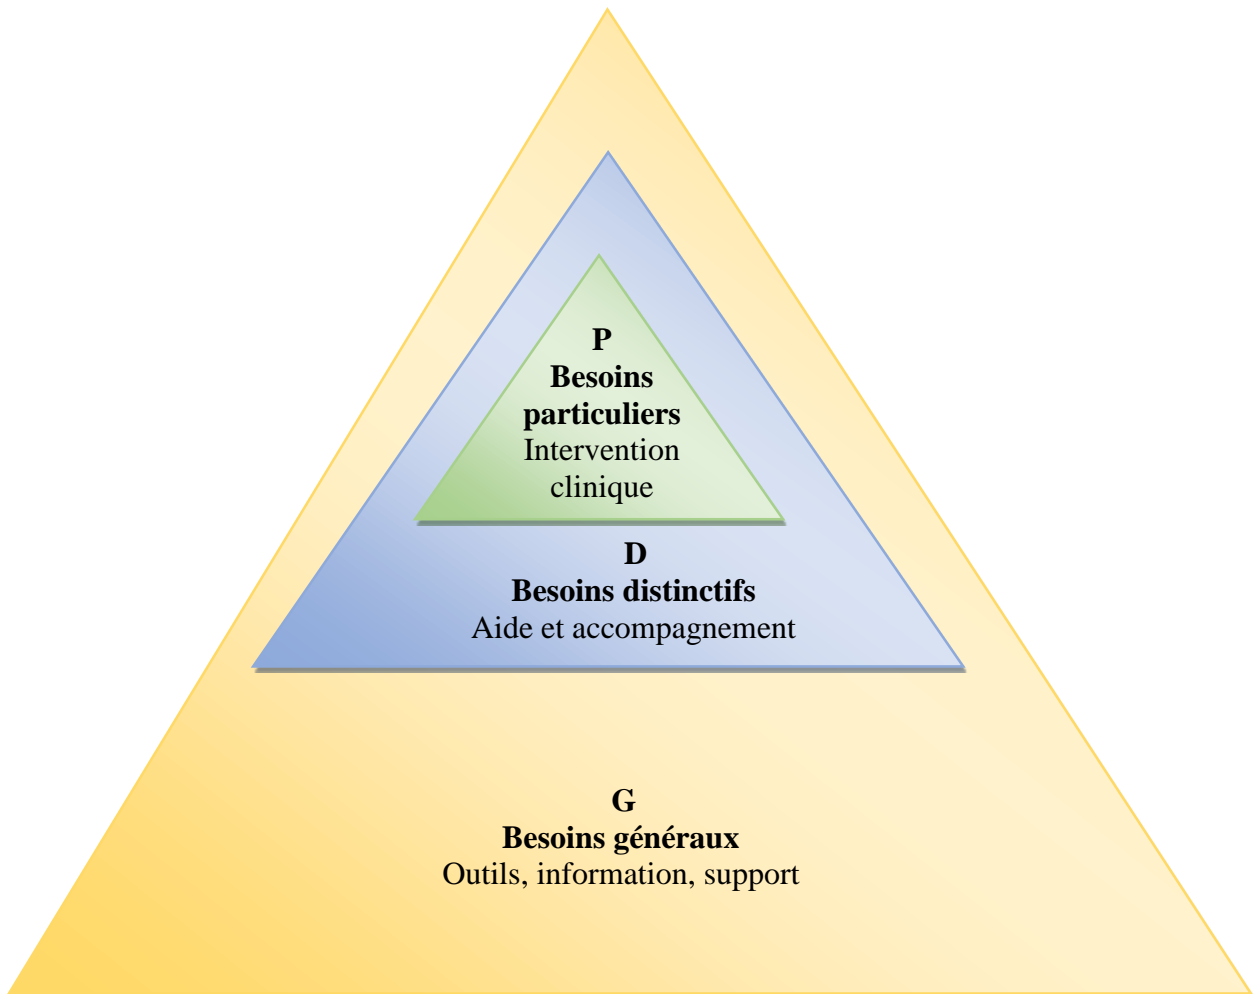 P
Besoins
particuliers
Intervention
clinique
D
Besoins distinctifs
Aide et accompagnement
G
Besoins généraux
Outils, information, support